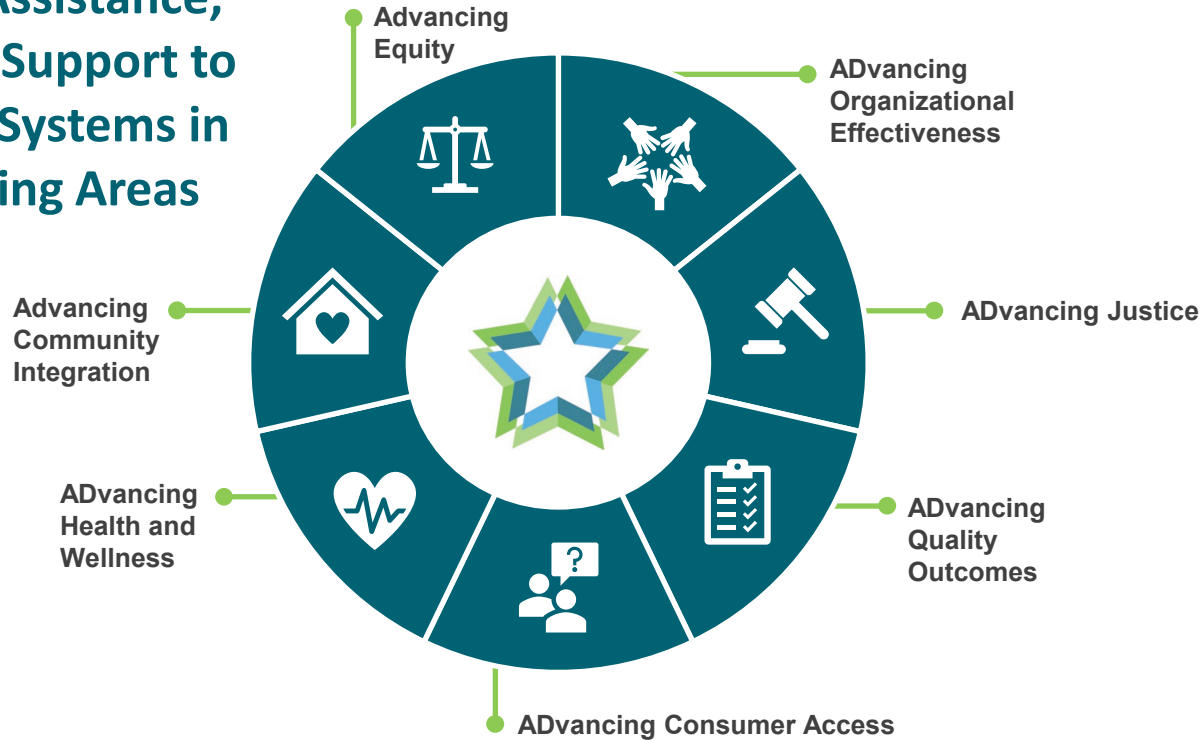 Assistance,
Support to
Systems in
ing Areas
Advancing
Equity
ADvancing
Organizational
Effectiveness
ADvancing Justice
ADvancing
Quality
Outcomes
ADvancing Consumer Access
ADvancing
Health and
Wellness
Advancing
Community
Integration
?